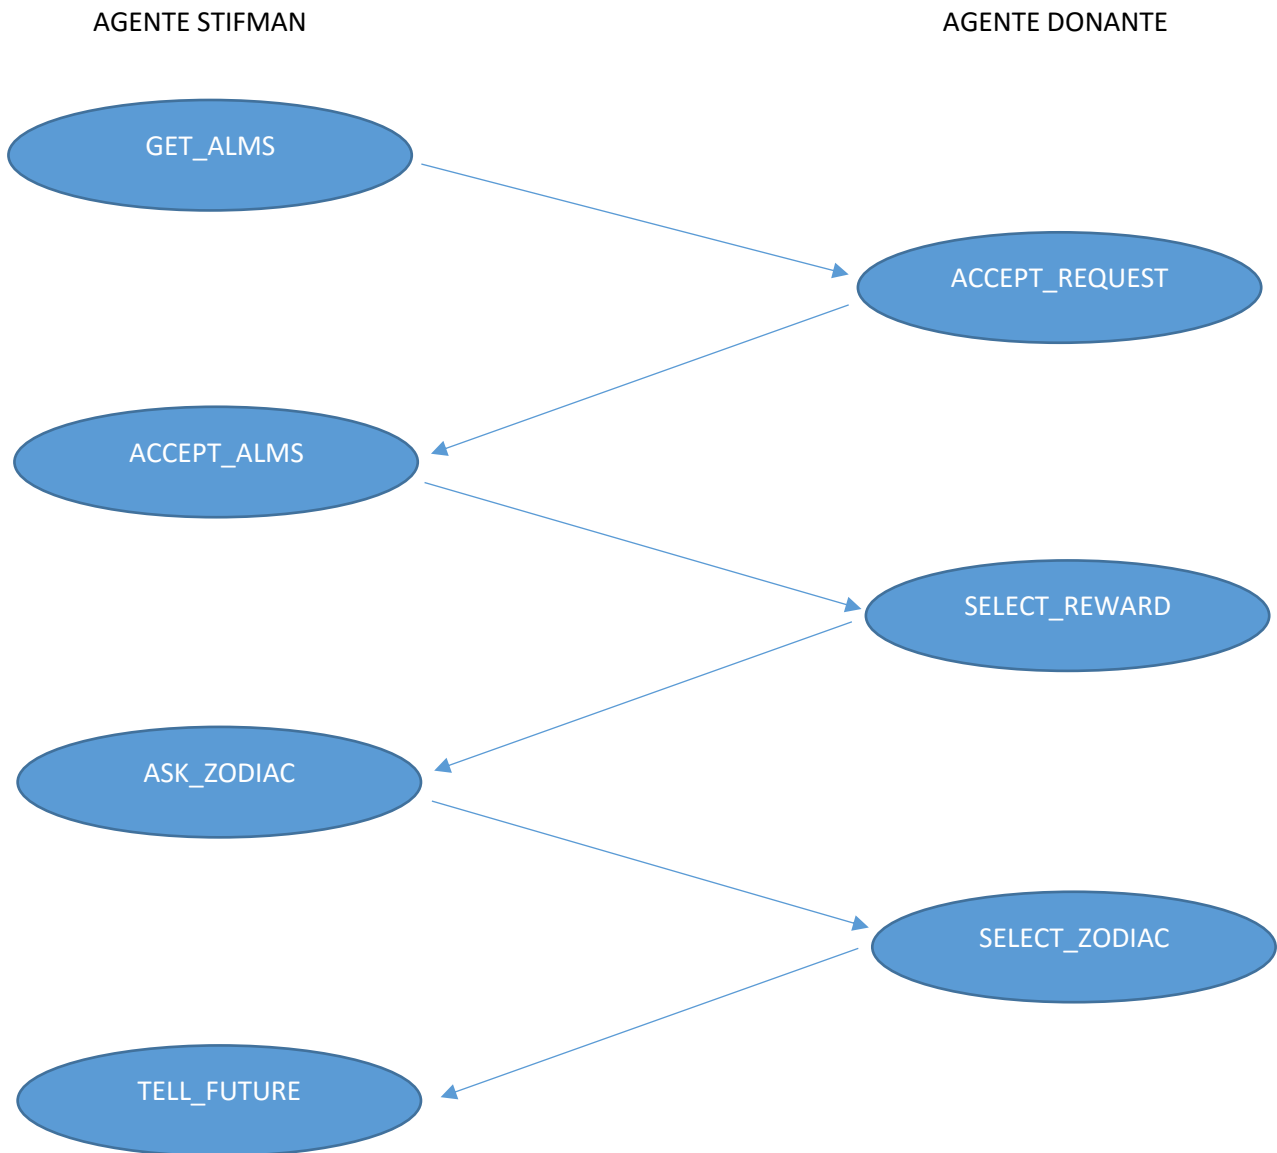 AGENTE STIFMAN
AGENTE DONANTE
GET_ALMS
ACCEPT_REQUEST
ACCEPT_ALMS
SELECT_REWARD
ASK_ZODIAC
SELECT_ZODIAC
TELL_FUTURE